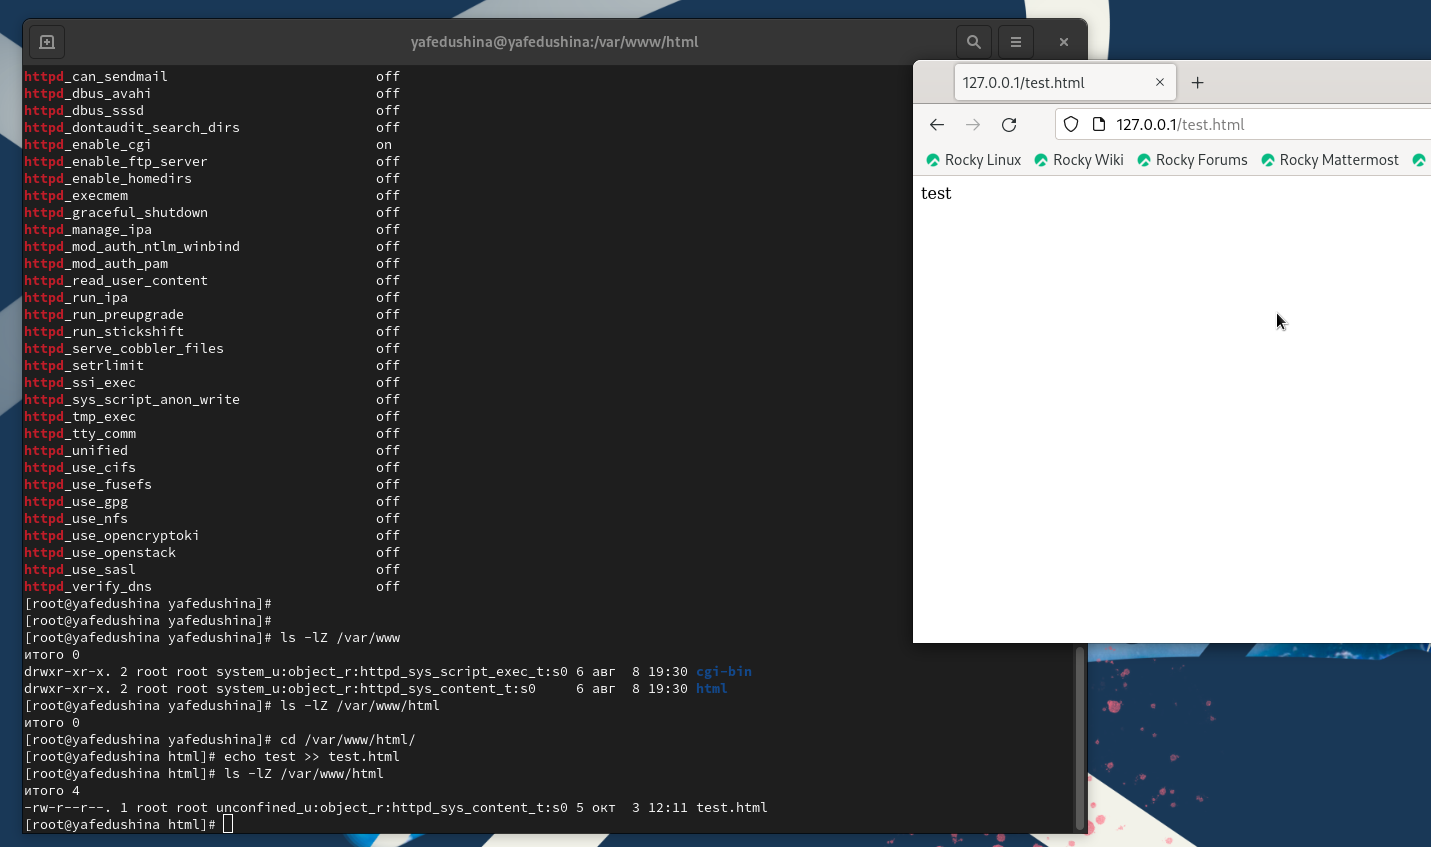 yafedushina@yafedushina:/var/www/html
httpd_can_sendmail off
httpd_dbus_avahi off
httpd_dbus_sssd off
httpd_dontaudit_search_dirs off
httpd_enable_cgi on
httpd_enable_ftp_server off
httpd_enable_homedirs off
httpd_execmem off
httpd_graceful_shutdown off
httpd_manage_ipa off
httpd_mod_auth_ntlm_winbind off
httpd_mod_auth_pam off
httpd_read_user_content off
httpd_run_ipa off
httpd_run_preupgrade off
httpd_run_stickshift off
httpd_serve_cobbler_files off
httpd_setrlimit off
httpd_ssi_exec off
httpd_sys_script_anon_write off
httpd_tmp_exec off
httpd_tty_comm off
httpd_unified off
httpd_use_cifs off
httpd_use_fusefs off
httpd_use_gpg off
httpd_use_nfs off
httpd_use_opencryptoki off
httpd_use_openstack off
httpd_use_sasl off
httpd_verify_dns off
[root@yafedushina yafedushina]#
[root@yafedushina yafedushina]#
[root@yafedushina yafedushina]# ls -lZ /var/www
итого 0
drwxr-xr-x. 2 root root system_u:object_r:httpd_sys_script_exec_t:s0 6 авг  8 19:30 cgi-bin
drwxr-xr-x. 2 root root system_u:object_r:httpd_sys_content_t:s0     6 авг  8 19:30 html
[root@yafedushina yafedushina]# ls -lZ /var/www/html
итого 0
[root@yafedushina yafedushina]# cd /var/www/html/
[root@yafedushina html]# echo test >> test.html
[root@yafedushina html]# ls -lZ /var/www/html
итого 4
-rw-r--r--. 1 root root unconfined_u:object_r:httpd_sys_content_t:s0 5 окт  3 12:11 test.html
[root@yafedushina html]#
127.0.0.1/test.html
127.0.0.1/test.html
Rocky Linux Rocky Wiki Rocky Forums Rocky Mattermost
test